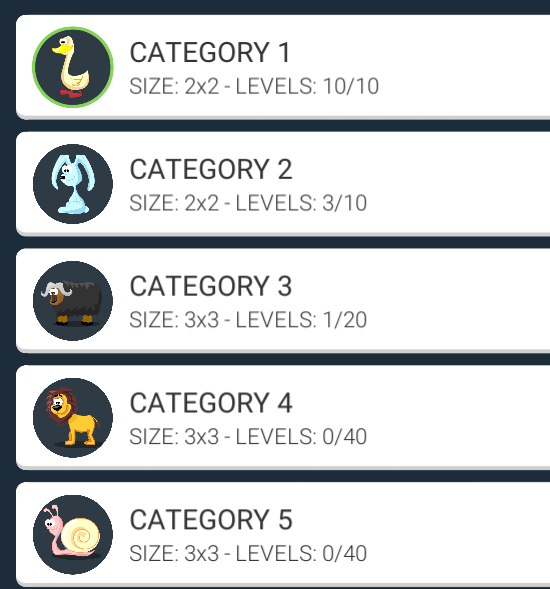 CATEGORY 1
SIZE: 2x2 - LEVELS: 10/10
CATEGORY 2
SIZE: 2x2 - LEVELS: 3/10
CATEGORY 3
SIZE: 3x3 - LEVELS: 1/20
CATEGORY 4
SIZE: 3x3 - LEVELS: 0/40
CATEGORY 5
SIZE: 3x3 - LEVELS: 0/40